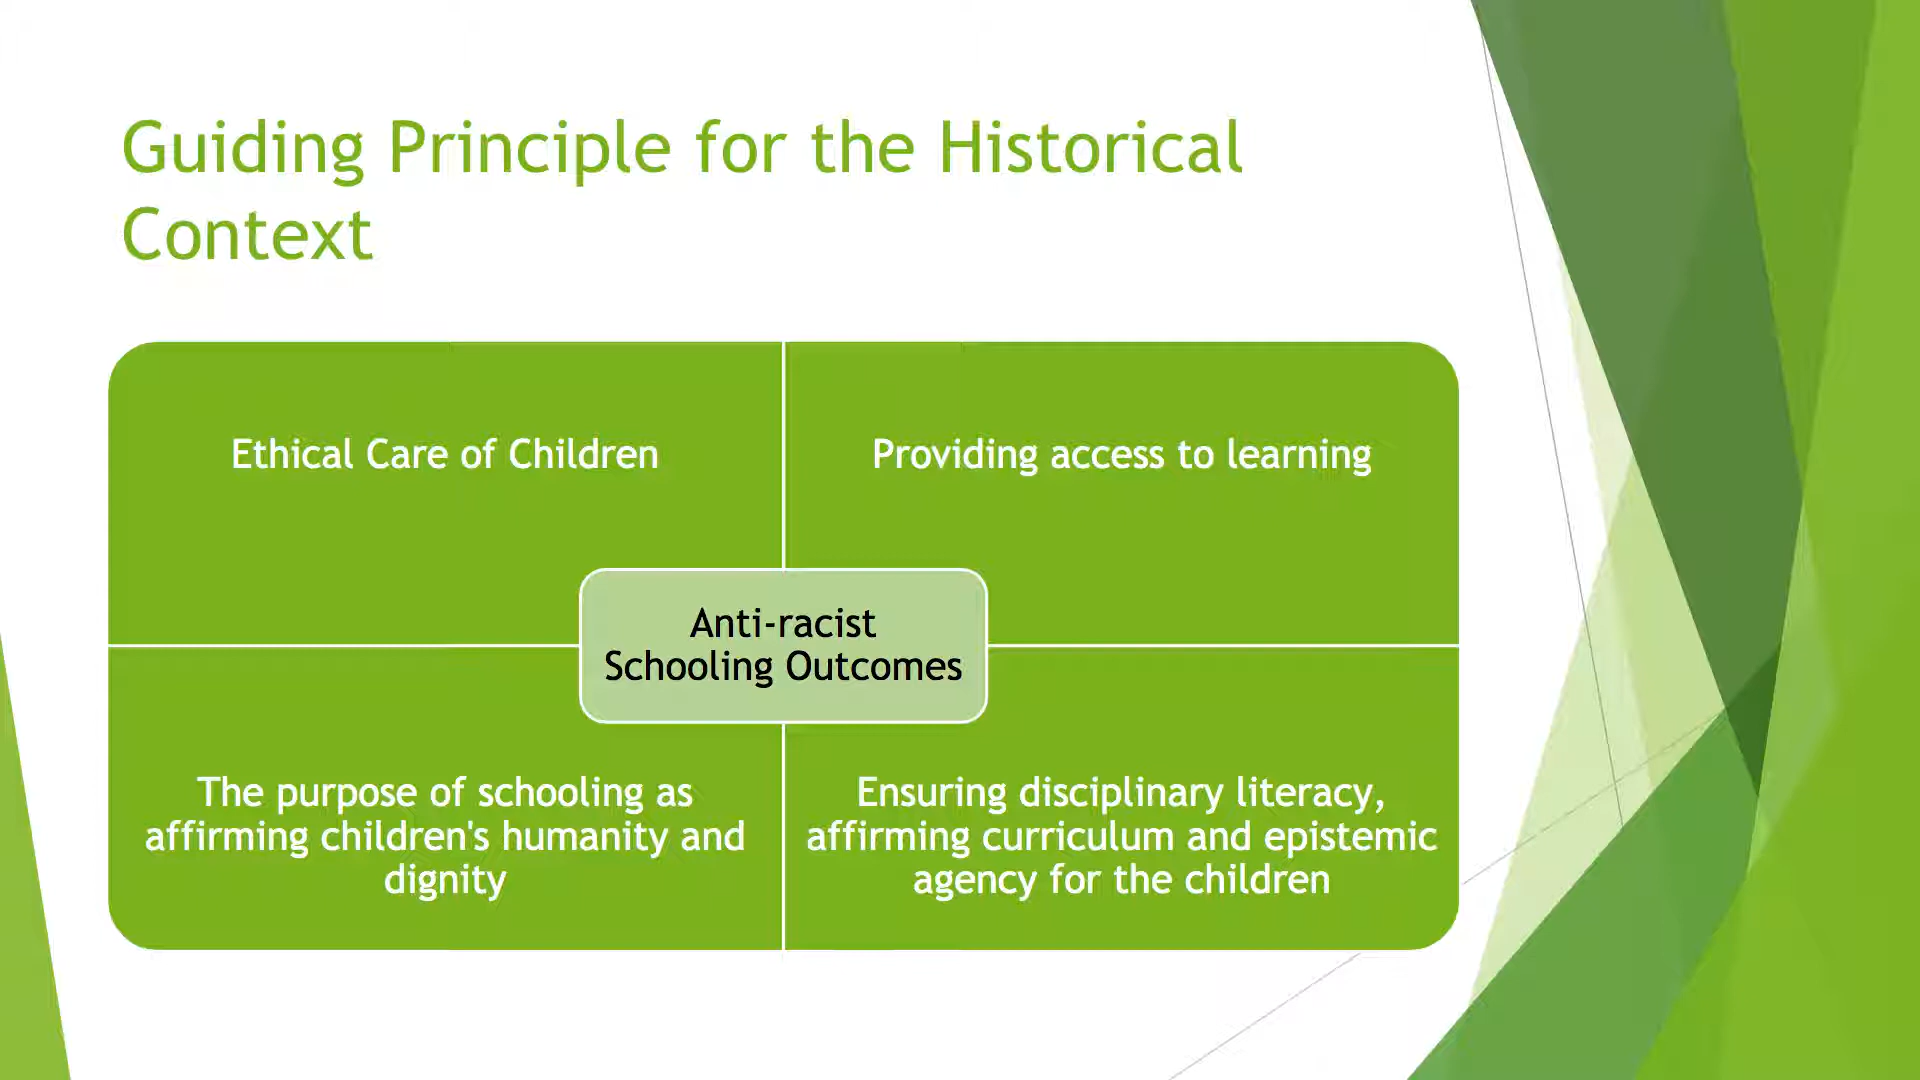 Guiding Principle for the Historical
Context
Ethical Care of Children
Providing access to learning
Anti-racist
Schooling Outcomes
The purpose of schooling as
affirming children's humanity and
dignity
Ensuring disciplinary literacy,
affirming curriculum and epistemic
agency for the children